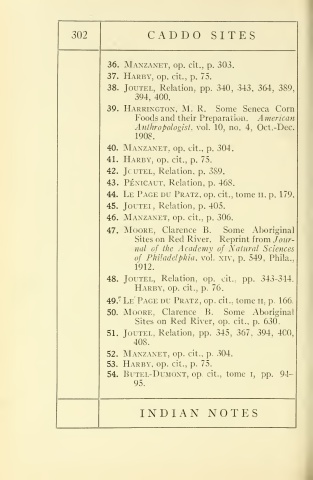 302
CADDO SITES
36. MANZANET, op. cit., p. 303.
37. HARBY, op. cit., p. 75.
38. JOUTEL, Relation, pp. 340, 343, 364, 389,
394, 400.
39. HARRINGTON, M. R. Some Seneca Corn
Foods and their Preparation. American
Anthropologist, vol. 10, no. 4, Oct.-Dec.
1908.
40. MANZANET, op. cit., p. 304.
41. HARBY, op. cit., p. 75.
42. JOUTEL, Relation, p. 389.
43. PÉNICAUT, Relation, p. 468.
44. LE PAGE DU PRATZ, op. cit., tome II, p. 179.
45. JOUTEL, Relation, p. 405.
46. MANZANET, op. cit., p. 306.
47. MOORE, Clarence B. Some Aboriginal
Sites on Red River. Reprint from Jour-
nal of the Academy of Natural Sciences
of Philadelphia, vol. XIV, p. 549, Phila.,
1912.
48. JOUTEL, Relation, op. cit., pp. 343-344.
HARBY, op. cit., p. 76.
49. LE PAGE DU PRATZ, op. cit., tome II, p. 166.
50. MOORE, Clarence B. Some Aboriginal
Sites on Red River, op. cit., p. 630.
51. JOUTEL, Relation, pp. 345, 367, 394, 400,
408.
52. MANZANET, op. cit., p. 304.
53. HARBY, op. cit., p. 75.
54. BUTEL-DUMONT, op. cit., tome I, pp. 94-
95.
INDIAN NOTES